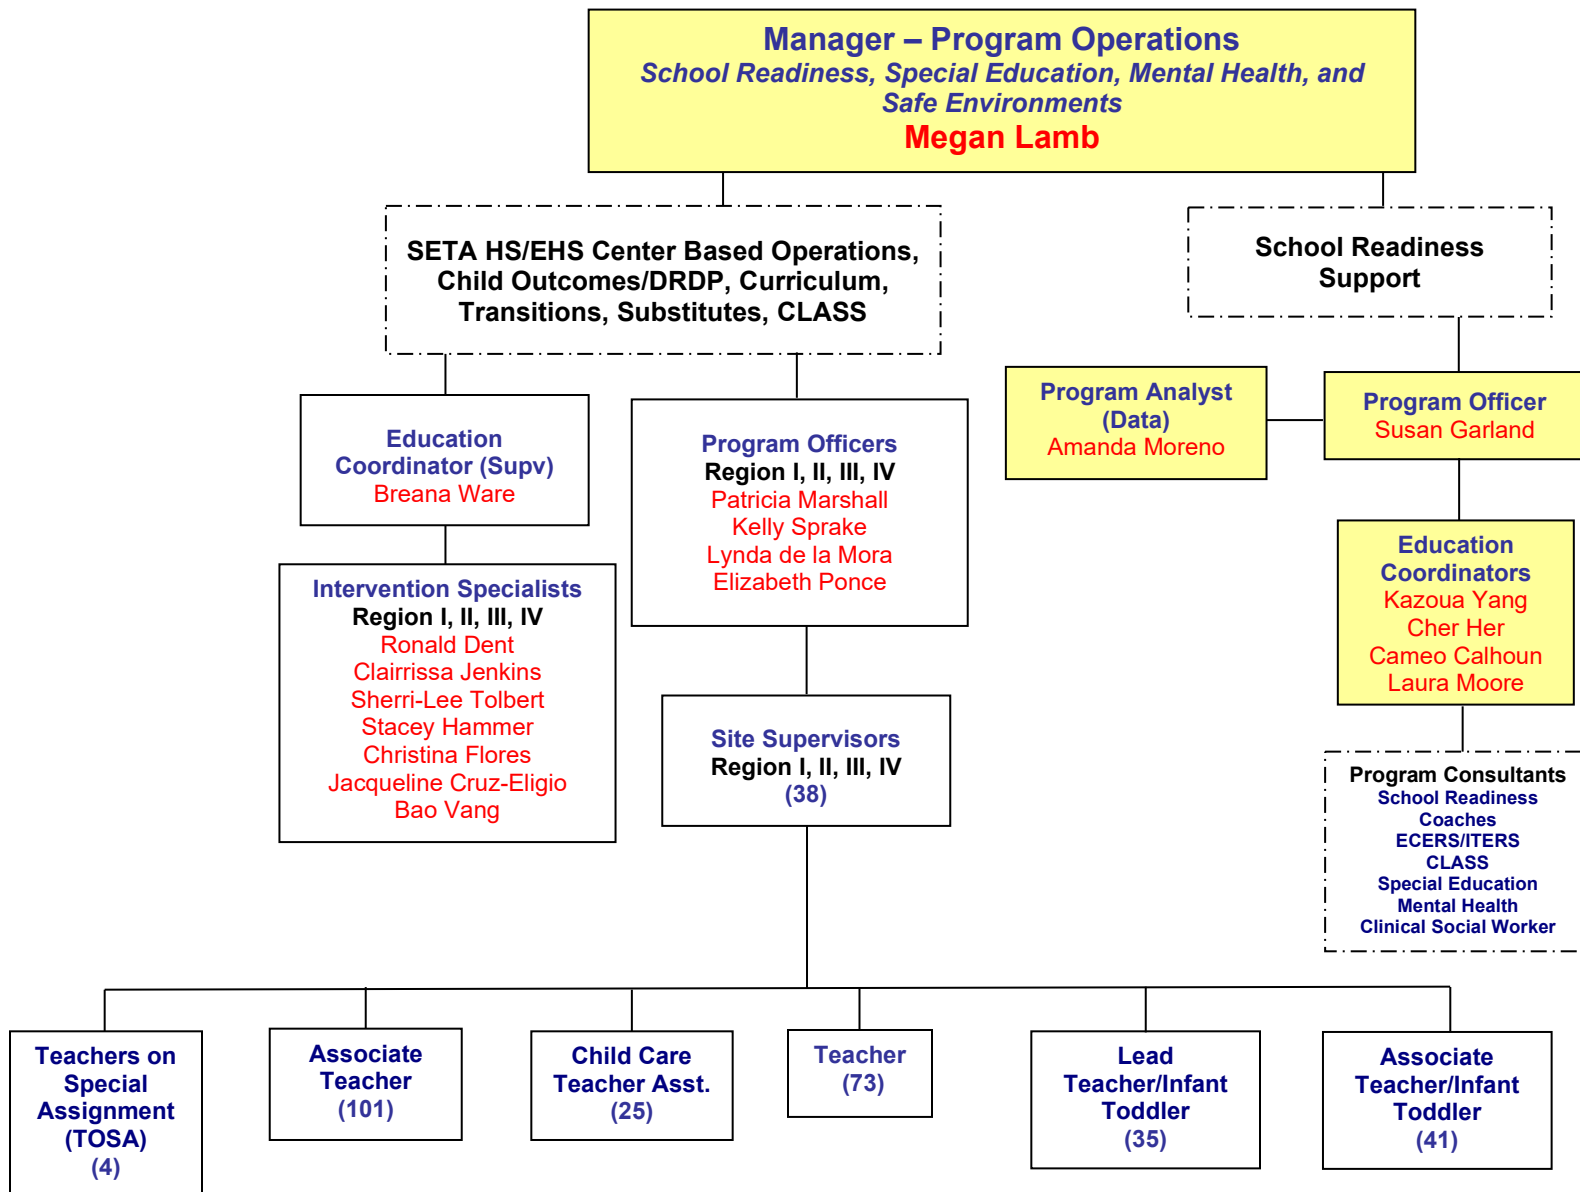 Manager – Program Operations
School Readiness, Special Education, Mental Health, and
Safe Environments
Megan Lamb
SETA HS/EHS Center Based Operations,
Child Outcomes/DRDP, Curriculum,
Transitions, Substitutes, CLASS
School Readiness
Support
Education
Coordinator (Supv)
Breana Ware
Program Officers
Region I, II, III, IV
Patricia Marshall
Kelly Sprake
Lynda de la Mora
Elizabeth Ponce
Program Analyst
(Data)
Amanda Moreno
Program Officer
Susan Garland
Intervention Specialists
Region I, II, III, IV
Ronald Dent
Clairrissa Jenkins
Sherri-Lee Tolbert
Stacey Hammer
Christina Flores
Jacqueline Cruz-Eligio
Bao Vang
Education
Coordinators
Kazoua Yang
Cher Her
Cameo Calhoun
Laura Moore
Site Supervisors
Region I, II, III, IV
(38)
Program Consultants
School Readiness
Coaches
ECERS/ITERS
CLASS
Special Education
Mental Health
Clinical Social Worker
Teachers on
Special
Assignment
(TOSA)
(4)
Associate
Teacher
(101)
Child Care
Teacher Asst.
(25)
Teacher
(73)
Lead
Teacher/Infant
Toddler
(35)
Associate
Teacher/Infant
Toddler
(41)